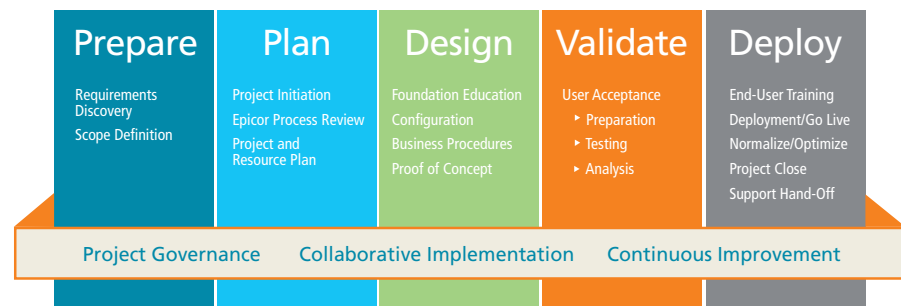 Prepare
Requirements
Discovery
Scope Definition
Plan
Project Initiation
Epicor Process Review
Project and
Resource Plan
Design
Foundation Education
Configuration
Business Procedures
Proof of Concept
Validate
User Acceptance
‣ Preparation
‣ Testing
‣ Analysis
Deploy
End-User Training
Deployment/Go Live
Normalize/Optimize
Project Close
Support Hand-Off
Project Governance Collaborative Implementation Continuous Improvement